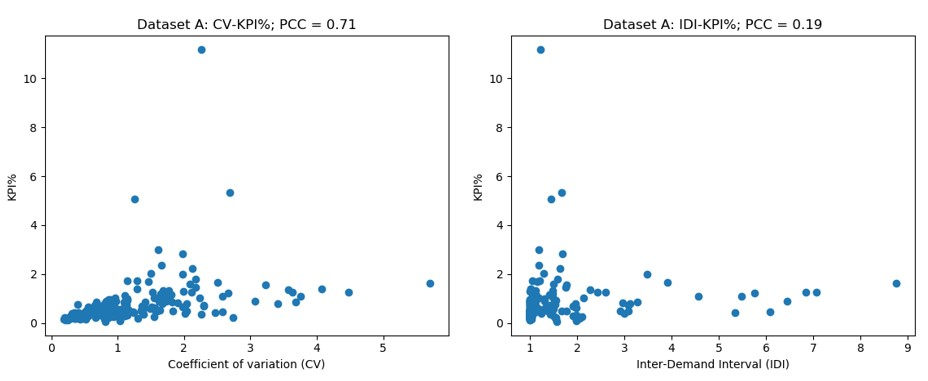 Dataset A: CV-KPI%; PCC = 0.71
10
8
6
4
2
0
KPI%
0 1 2 3 4 5
Coefficient of variation (CV)
Dataset A: IDI-KPI%; PCC = 0.19
10
8
6
4
2
0
KPI%
1 2 3 4 5 6 7 8 9
Inter-Demand Interval (IDI)